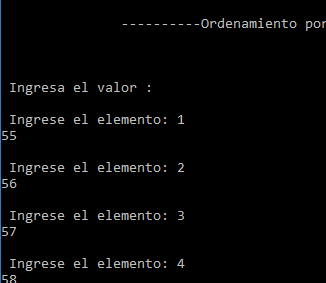 ----------Ordenamiento por
Ingresa el valor :
Ingrese el elemento: 1
55
Ingrese el elemento: 2
56
Ingrese el elemento: 3
57
Ingrese el elemento: 4
58